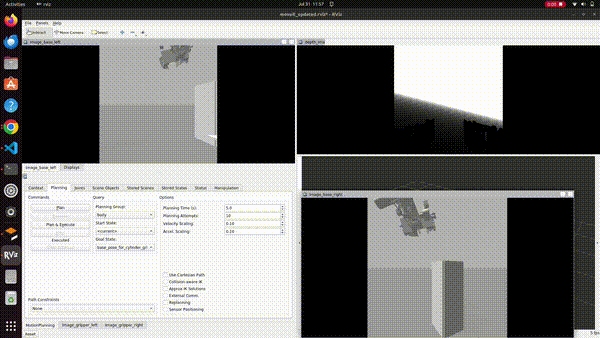 Activities
rviz
Jul 31 11:57
moveit_updated.rviz* - RViz
File Panels Help
Interact Move Camera Select
image_base_left
depth_ima
image_base_left Displays
Context Planning Joints Scene Objects Stored Scenes Stored States Status Manipulation
Commands Query Options
Plan
Planning Group:
Planning Time (s): 5.0
body
Planning Attempts: 10
Plan & Execute
Start State:
Velocity Scaling: 0.10
<current>
Accel. Scaling: 0.10
Executed
Goal State:
base_pose_for_cylinder_gri
Use Cartesian Path
Collision-aware IK
Approx IK Solutions
External Comm.
Replanning
Sensor Positioning
Path Constraints
None
MotionPlanning image_gripper_left image_gripper_right
Reset
image_base_right
RViz